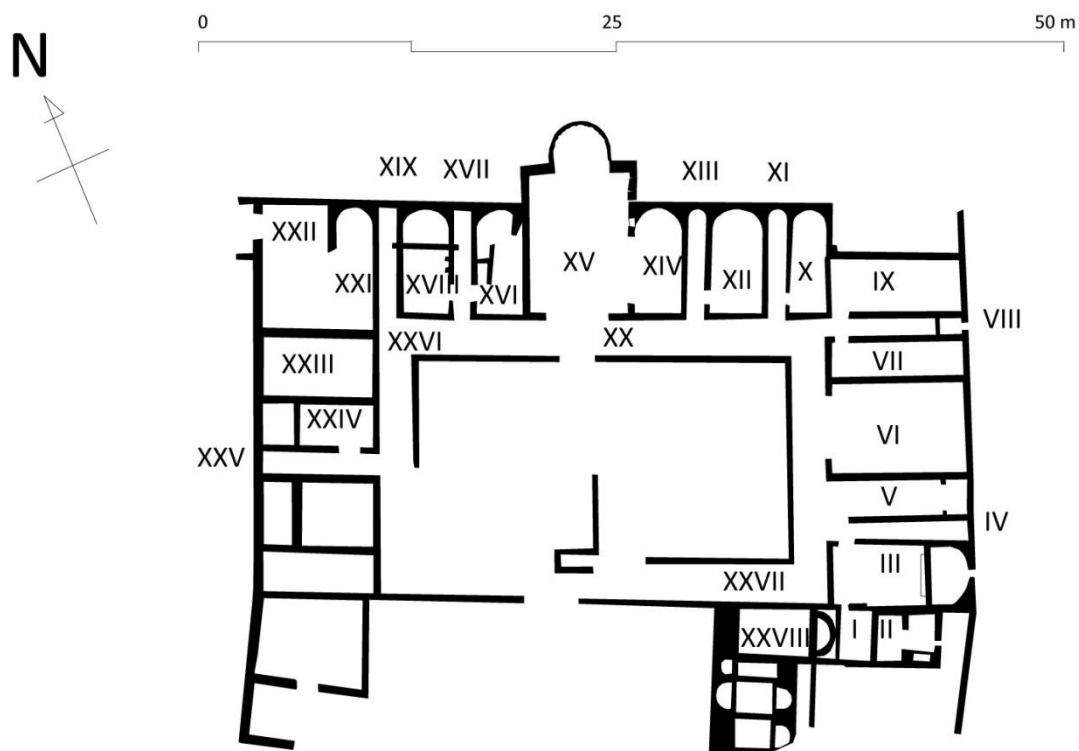 0 25 50 m
N
XIX XVII XIII XI
XXII
XV XIV XII X IX
XXI XVIII XVI
VIII
XXVI XX
XXIII VII
XXIV
VI
XXV
V
IV
III
XXVII
XXVIII I II